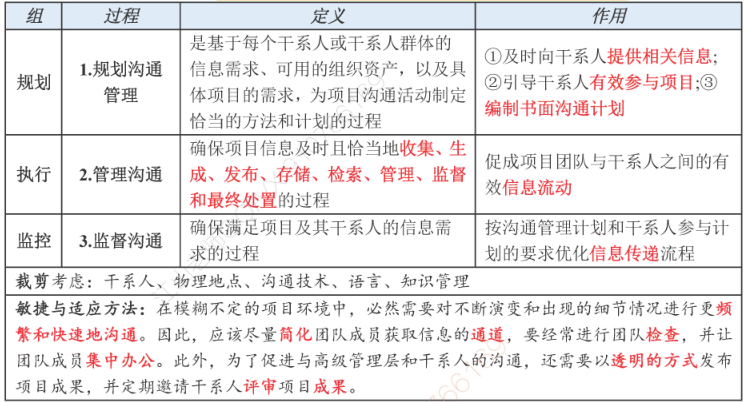 组 过程 定义 作用
规划
1.规划沟通
管理
是基于每个干系人或干系人群体的
信息需求、可用的组织资产，以及具
体项目的需求，为项目沟通活动制定
恰当的方法和计划的过程
①及时向干系人提供相关信息;
②引导干系人有效参与项目;③
编制书面沟通计划
执行
2.管理沟通
确保项目信息及时且恰当地收集、生
成、发布、存储、检索、管理、监督
和最终处置的过程
促成项目团队与干系人之间的有
效信息流动
监控
3.监督沟通
确保满足项目及其干系人的信息需
求的过程
按沟通管理计划和干系人参与计
划的要求优化信息传递流程
裁剪考虑：干系人、物理地点、沟通技术、语言、知识管理
敏捷与适应方法：在模糊不定的项目环境中，必然需要对不断演变和出现的细节情况进行更频
繁和快速地沟通。因此，应该尽量简化团队成员获取信息的通道，要经常进行团队检查，并让
团队成员集中办公。此外，为了促进与高级管理层和干系人的沟通，还需要以透明的方式发布
项目成果，并定期邀请干系人评审项目成果。